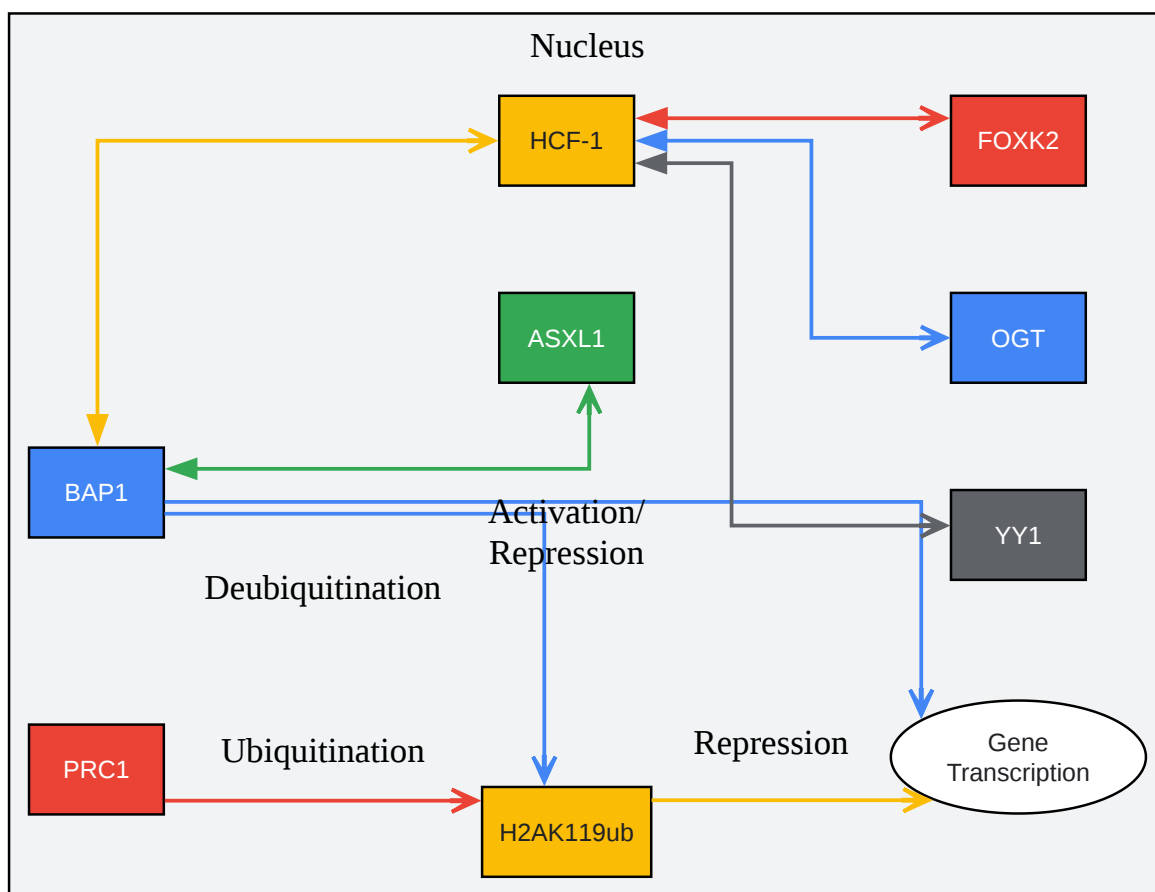 Nucleus
HCF-1
FOXK2
ASXL1
OGT
BAP1
Activation/
Repression
YY1
Deubiquitination
PRC1
Ubiquitination
Repression
Gene
Transcription
H2AK119ub